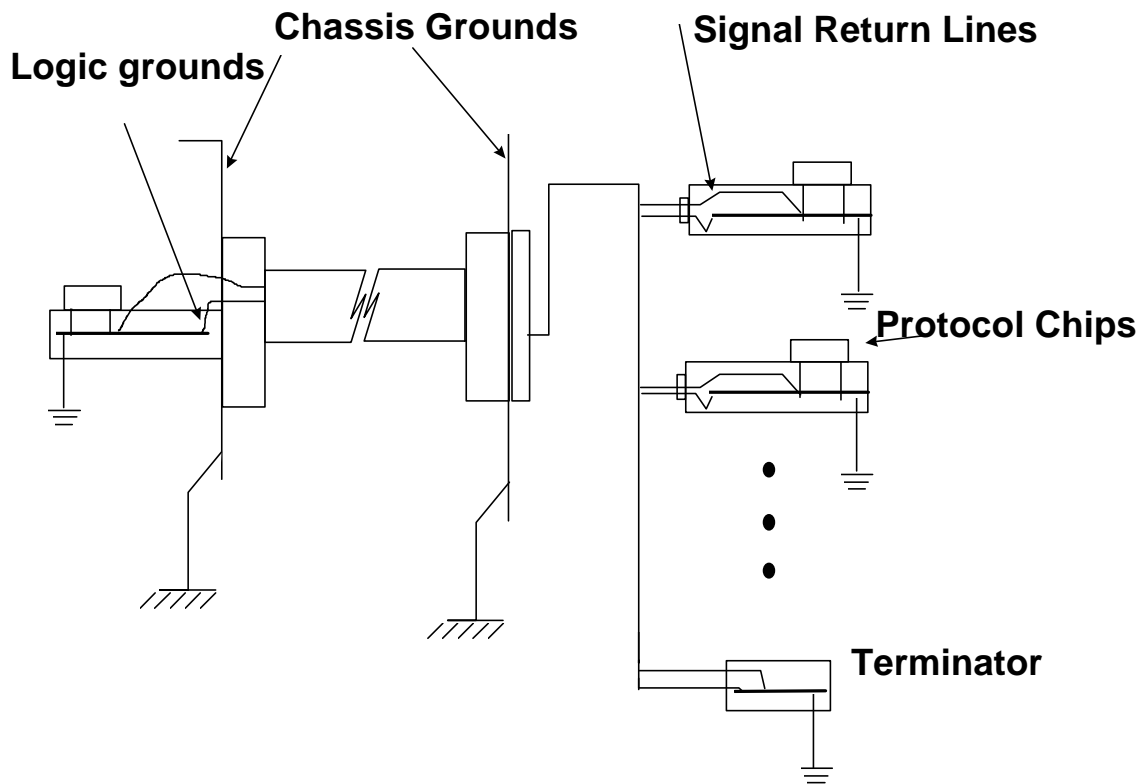 Chassis Grounds
Signal Return Lines
Logic grounds
Protocol Chips
Terminator